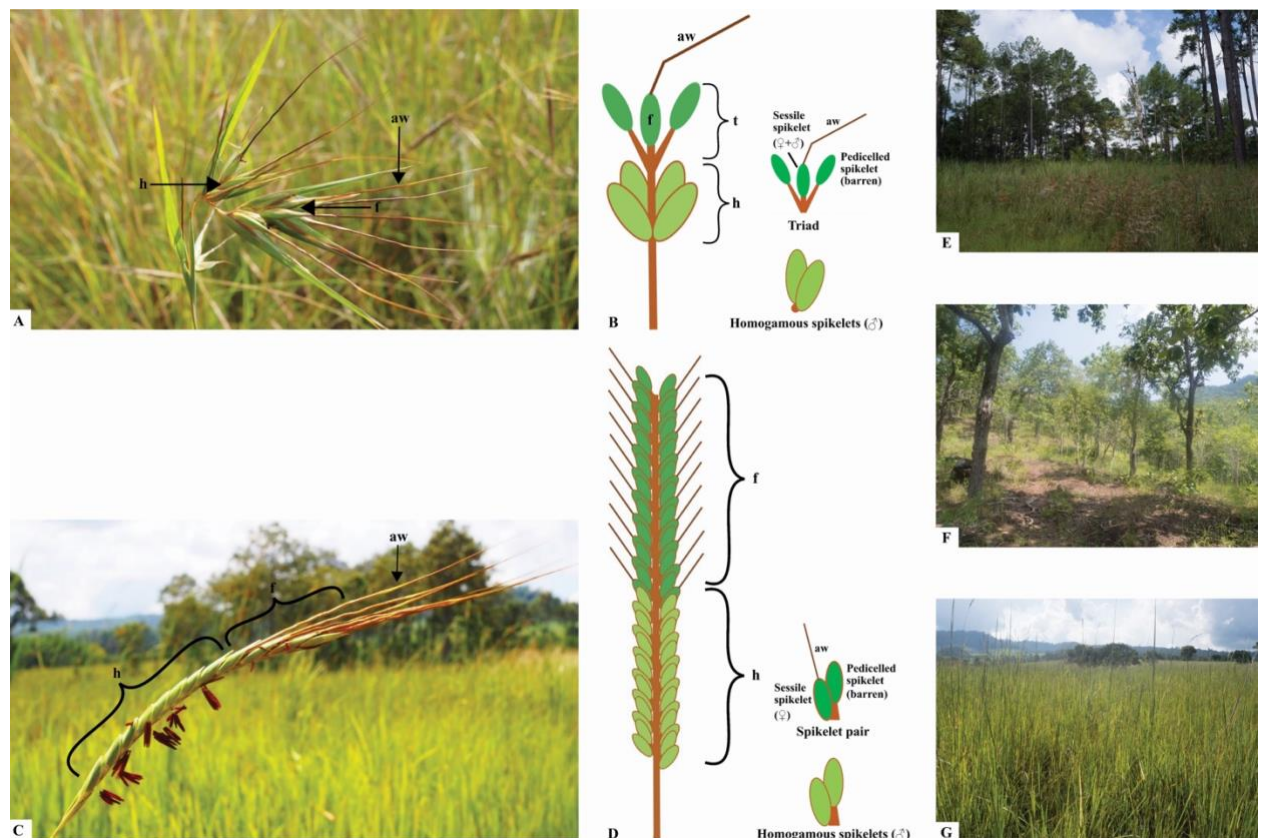 h
aw
f
A
aw
f
t
h
B
Sessile
spikelet
(♀+♂)
aw
Pedicelled
spikelet
(barren)
Triad
Homogamous spikelets (♂)
E
F
h
f
aw
C
f
h
D
aw
Sessile
spikelet
(♀)
Pedicelled
spikelet
(barren)
Spikelet pair
Homogamous spikelets (♂)
G